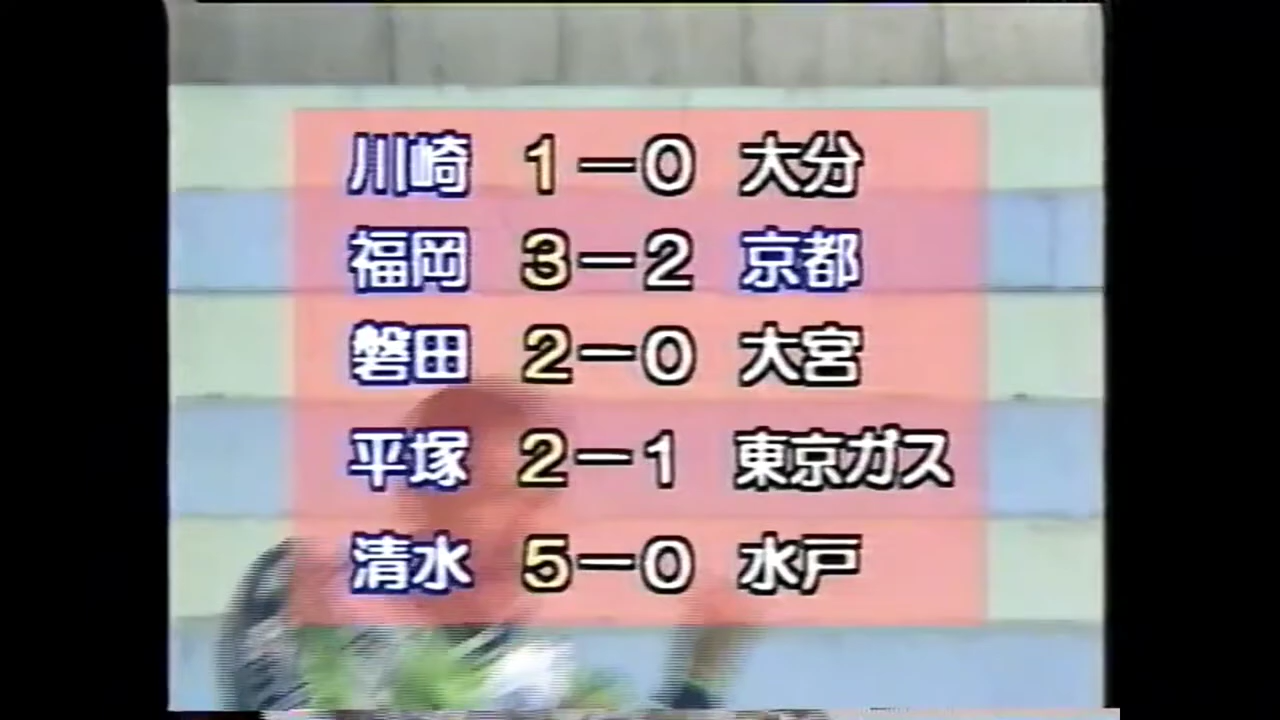 川崎 1-0 大分
福岡 3-2 京都
磐田 2-0 大宮
平塚 2-1 東京ガス
清水 5-0 水戸